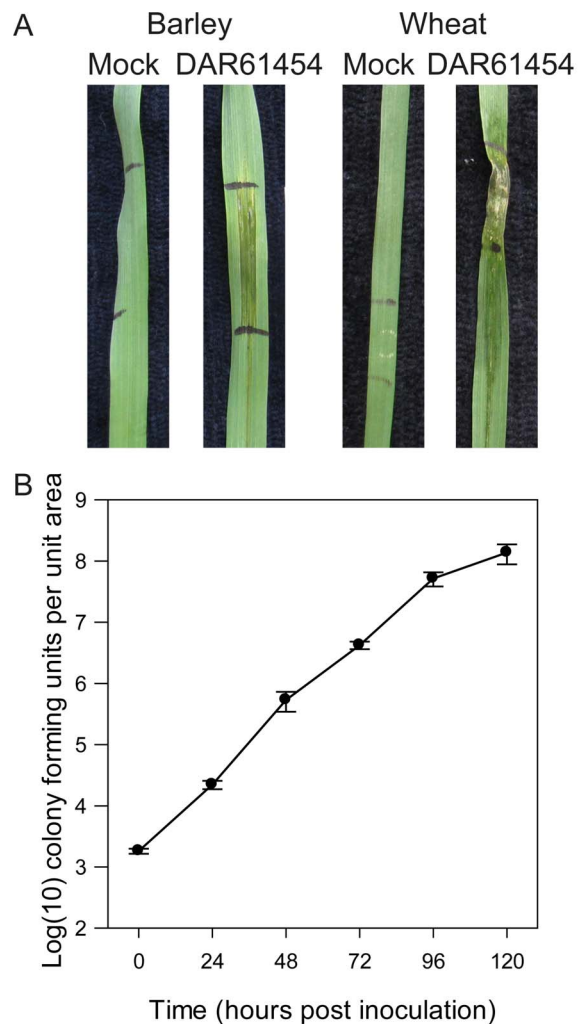 A
Barley
Wheat
Mock
DAR61454
Mock
DAR61454
B
Log(10) colony forming units per unit area
9
8
7
6
5
4
3
2
0
24
48
72
96
120
Time (hours post inoculation)